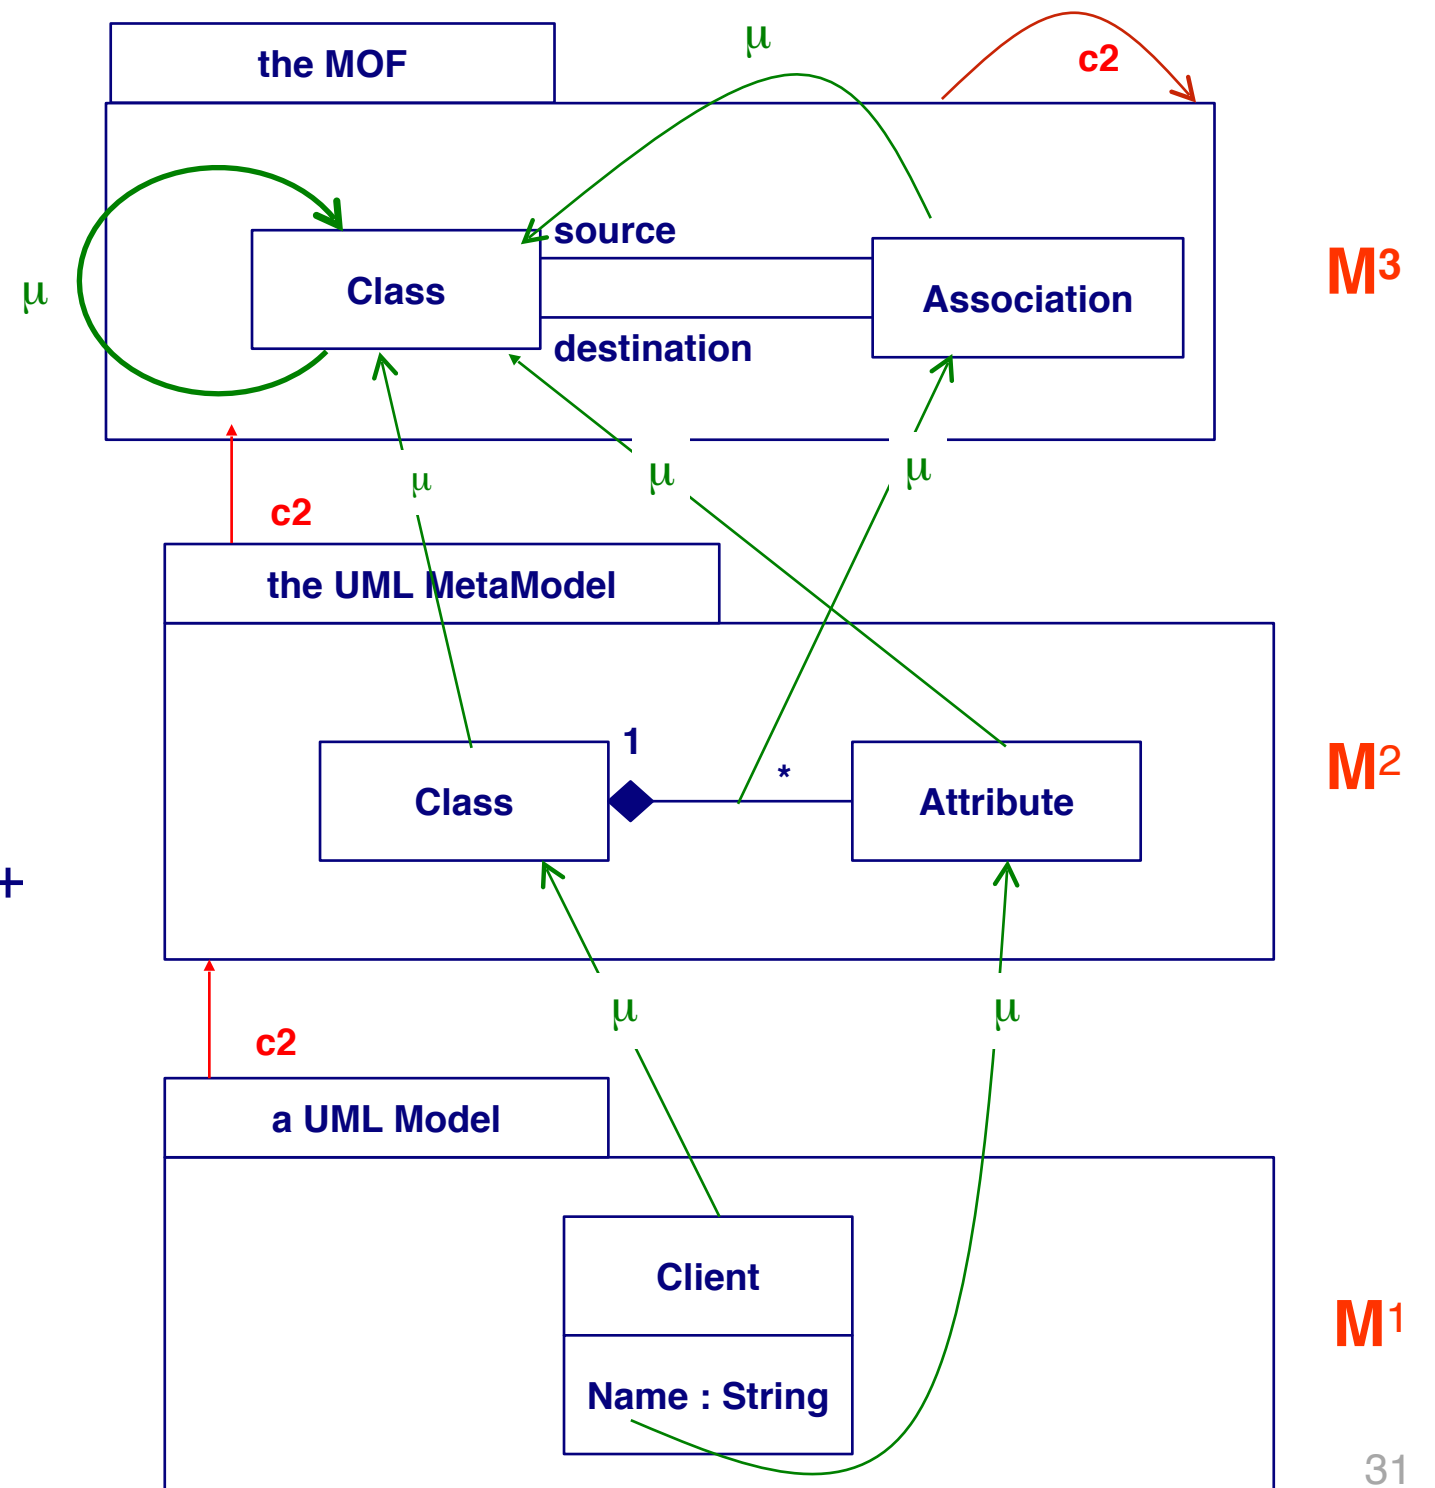 μ
c2
the MOF
source
μ
Class
Association
M3
destination
μ
μ
μ
c2
the UML MetaModel
1
*
M2
Class
Attribute
+
μ
μ
c2
a UML Model
Client
M1
Name : String
31